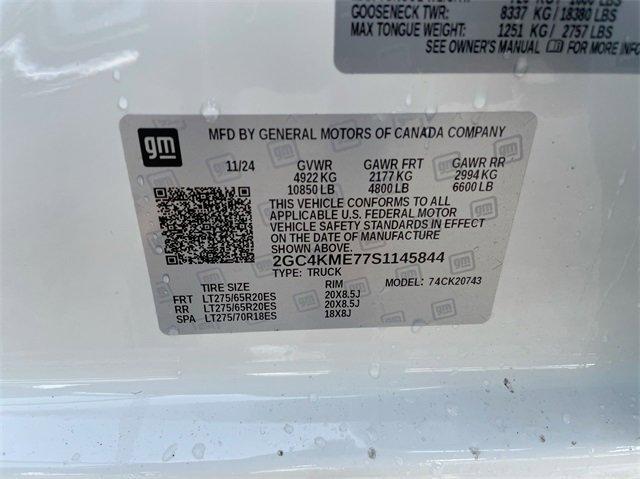 GOOSENECK TWR: 8337 KG / 18380 LBS
MAX TONGUE WEIGHT: 1251 KG / 2757 LBS
SEE OWNER'S MANUAL FOR MORE INFO
gm
MFD BY GENERAL MOTORS OF CANADA COMPANY
11/24 GVWR GAWR FRT GAWR RR
4922 KG 2177 KG 2994 KG
10850 LB 4800 LB 6600 LB
THIS VEHICLE CONFORMS TO ALL
APPLICABLE U.S. FEDERAL MOTOR
VEHICLE SAFETY STANDARDS IN EFFECT
ON THE DATE OF MANUFACTURE
SHOWN ABOVE.
2GC4KME77S1145844
TYPE: TRUCK MODEL: 74CK20743
TIRE SIZE RIM
FRT LT275/65R20ES 20X8.5J
RR LT275/65R20ES 20X8.5J
SPA LT275/70R18ES 18X8J